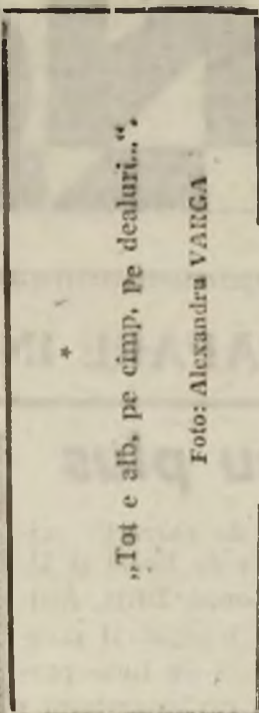 „Tot e alb, pe cîmp, pe dealuri...“.
Foto: Alexandru VARGA